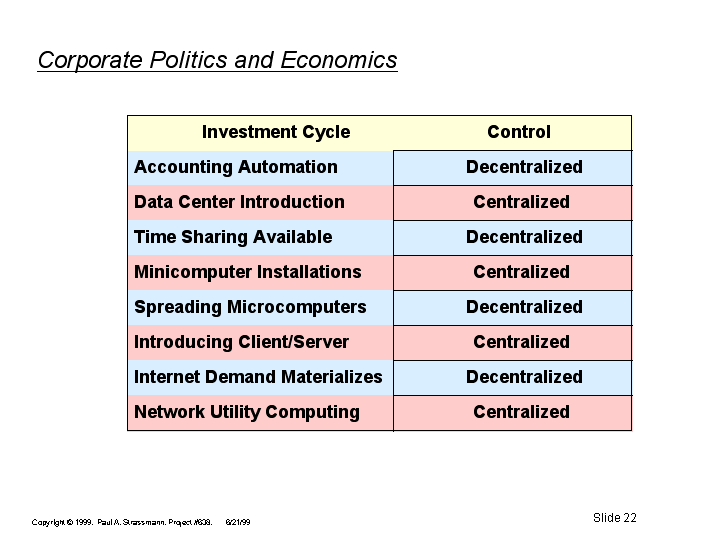 Corporate Politics and Economics
Investment Cycle Control
Accounting Automation Decentralized
Data Center Introduction Centralized
Time Sharing Available Decentralized
Minicomputer Installations Centralized
Spreading Microcomputers Decentralized
Introducing Client/Server Centralized
Internet Demand Materializes Decentralized
Network Utility Computing Centralized
Copyright © 1999, Paul A. Strassmann, Project #638, 6/21/99
Slide 22